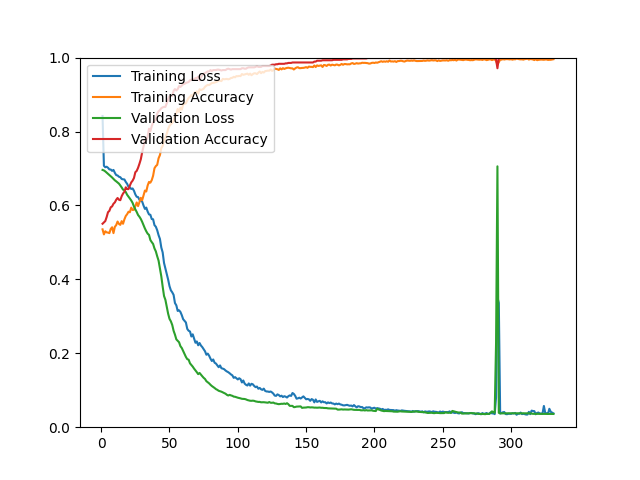 1.0
0.8
0.6
0.4
0.2
0.0
Training Loss
Training Accuracy
Validation Loss
Validation Accuracy
0 50 100 150 200 250 300